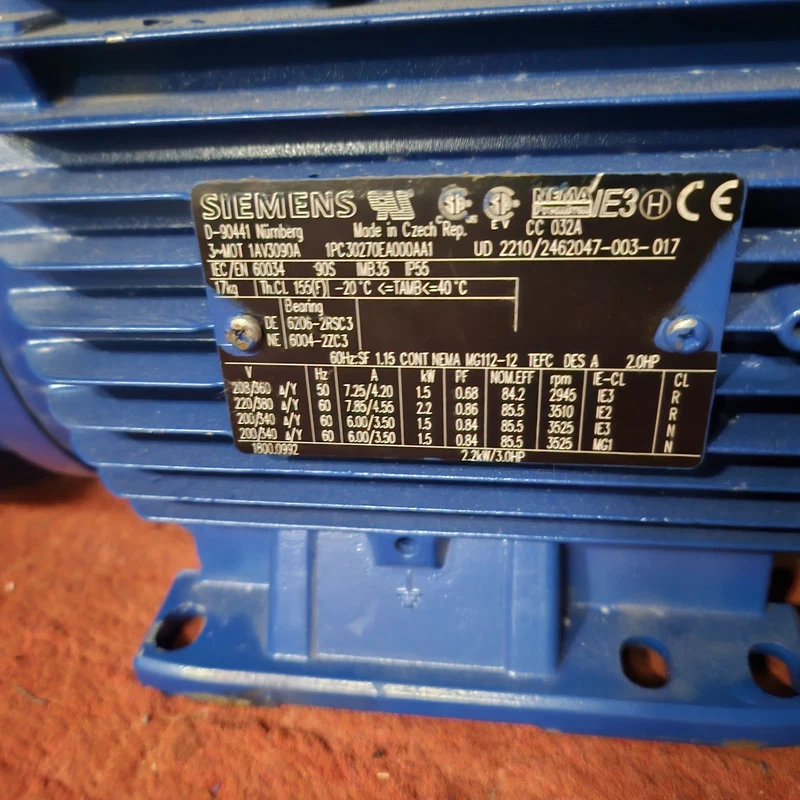 SIEMENS IE3 H CE
EV CC 032A
D-90441 Nürnberg Made in Czech Rep.
3~MOT 1AV3090A 1PC30270EA000AA1 UD 2210/2462047-003-017
IEC/EN 60034 90S IMB35 IP55
17kg Th.Cl. 155(F) -20°C <=TAMB<=40°C
Bearing
DE 6206-2RSC3
NE 6004-2ZC3
60Hz:SF 1.15 CONT NEMA MG112-12 TEFC DES A 2.0HP
V Hz A kW PF NOM.EFF rpm IE-CL CL
208/360 Δ/Y 50 7.25/4.20 1.5 0.68 84.2 2945 IE3 R
220/380 Δ/Y 60 7.85/4.55 2.2 0.86 85.5 3510 IE2 R
200/340 Δ/Y 60 6.00/3.50 1.5 0.84 85.5 3525 IE3 N
200/340 Δ/Y 60 6.00/3.50 1.5 0.84 85.5 3525 MG1 N
1800.0992 2.2kW/3.0HP